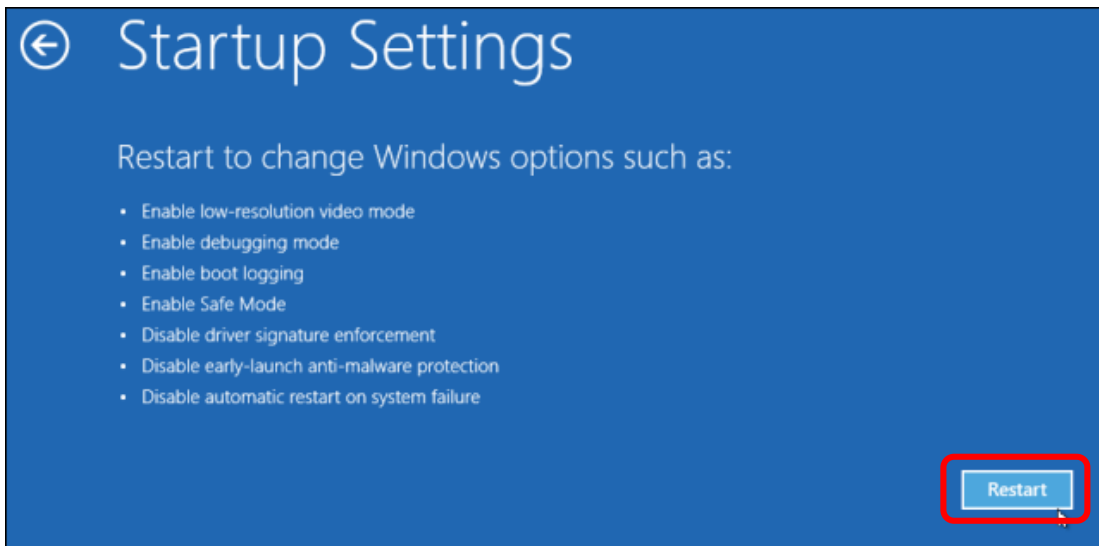 Startup Settings
Restart to change Windows options such as:
• Enable low-resolution video mode
• Enable debugging mode
• Enable boot logging
• Enable Safe Mode
• Disable driver signature enforcement
• Disable early-launch anti-malware protection
• Disable automatic restart on system failure
Restart